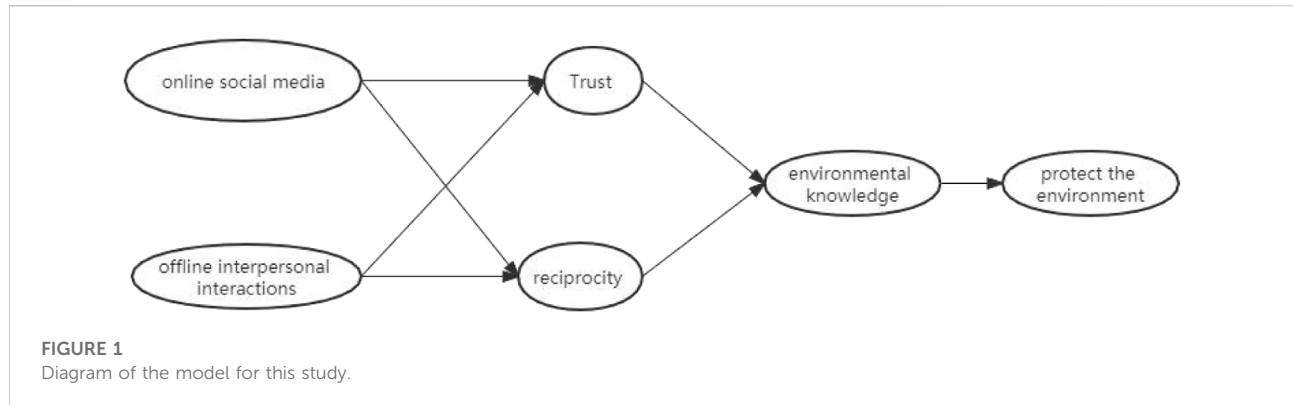 online social media
Trust
environmental
knowledge
protect the
environment
offline interpersonal
interactions
reciprocity
FIGURE 1
Diagram of the model for this study.